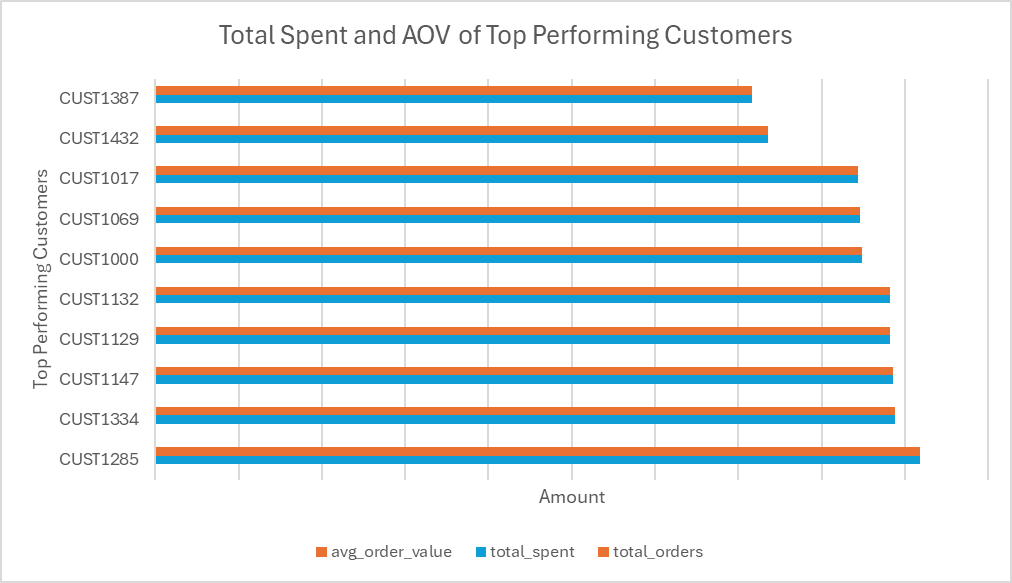 Total Spent and AOV of Top Performing Customers
Top Performing Customers
CUST1387
CUST1432
CUST1017
CUST1069
CUST1000
CUST1132
CUST1129
CUST1147
CUST1334
CUST1285
Amount
avg_order_value total_spent total_orders